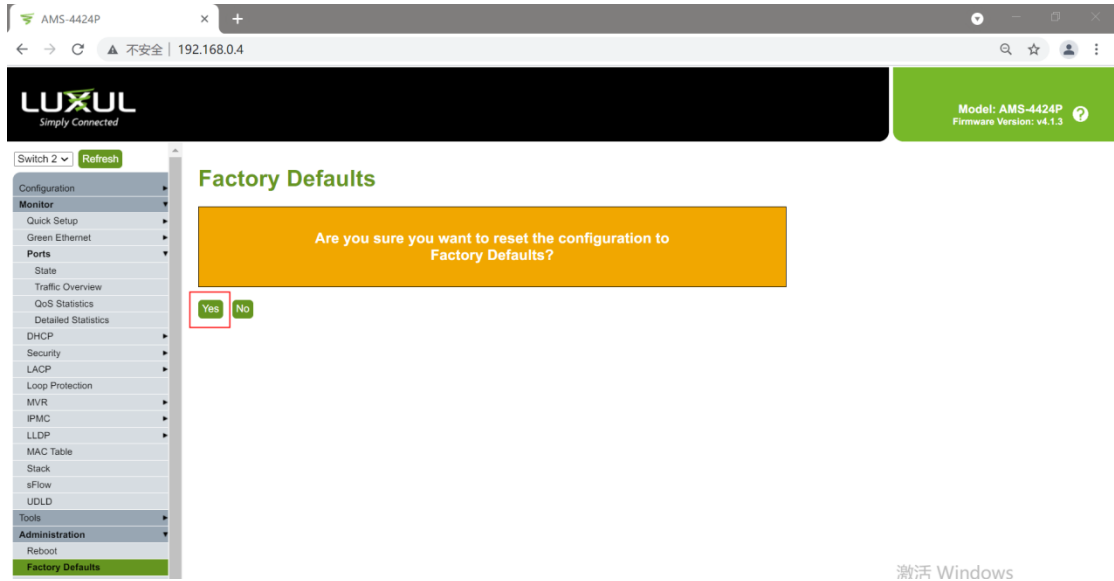 AMS-4424P
不安全 | 192.168.0.4
LUXUL
Simply Connected
Model: AMS-4424P
Firmware Version: v4.1.3
?
Switch 2 Refresh
Configuration
Monitor
Quick Setup
Green Ethernet
Ports
State
Traffic Overview
QoS Statistics
Detailed Statistics
DHCP
Security
LACP
Loop Protection
MVR
IPMC
LLDP
MAC Table
Stack
sFlow
UDLD
Tools
Administration
Reboot
Factory Defaults
Factory Defaults
Are you sure you want to reset the configuration to
Factory Defaults?
Yes No
激活 Windows